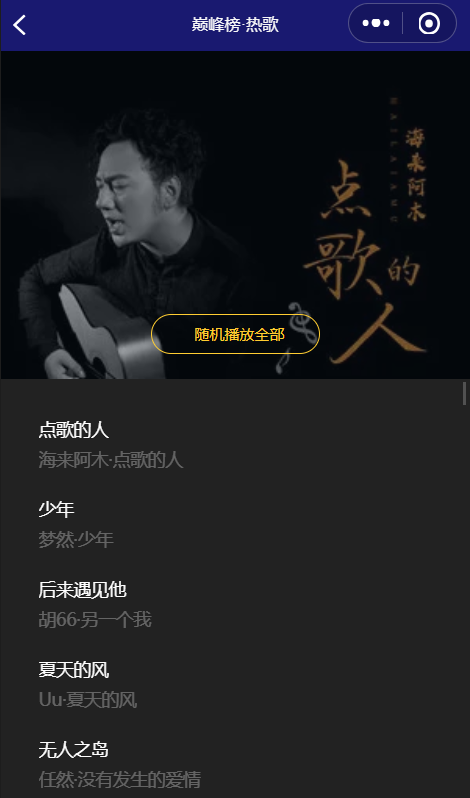 巅峰榜·热歌
HAILAIAMU
海来阿木
点歌的人
随机播放全部
点歌的人
海来阿木·点歌的人
少年
梦然·少年
后来遇见他
胡66·另一个我
夏天的风
Uu·夏天的风
无人之岛
任然·没有发生的爱情